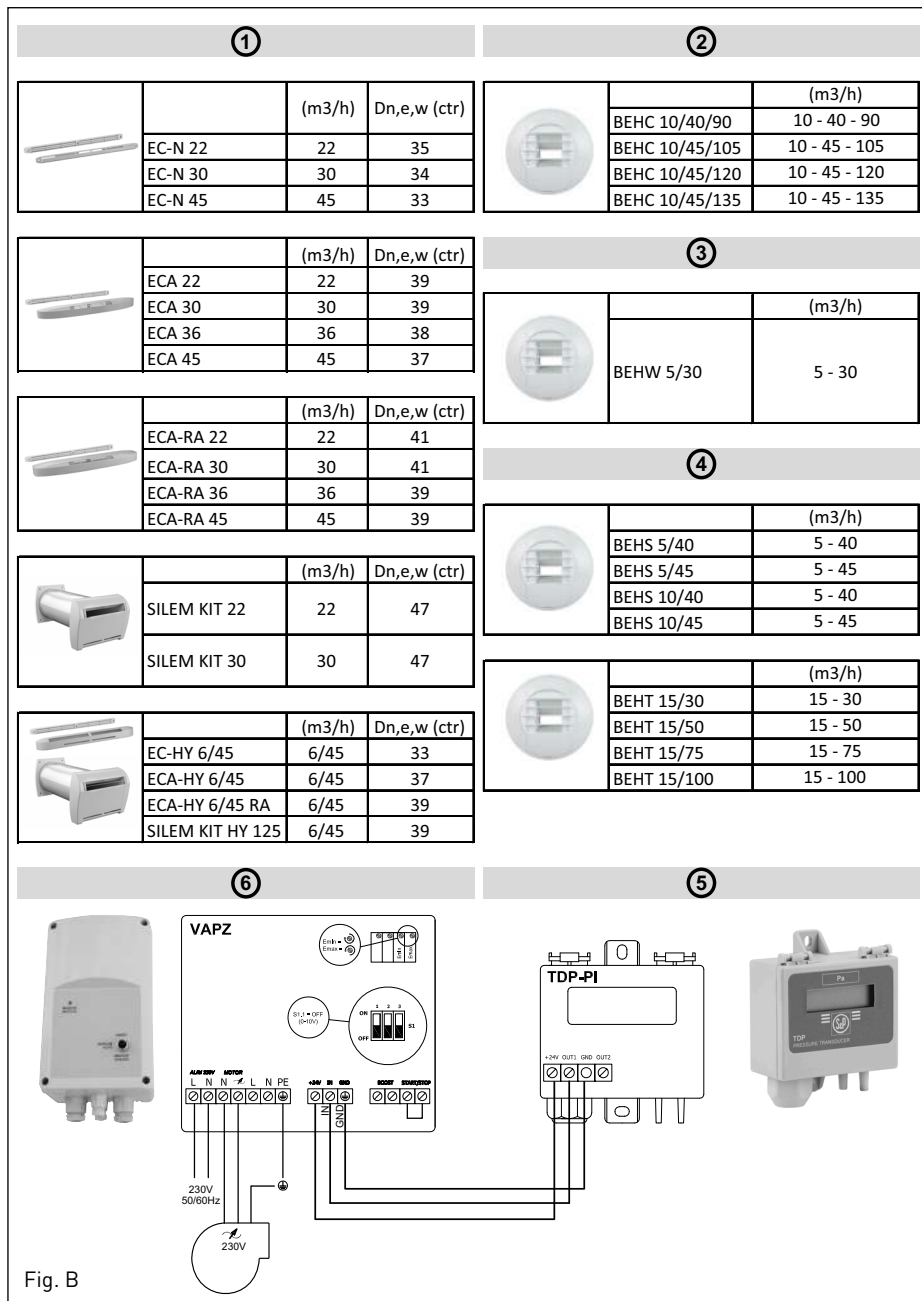 1
(m3/h) Dn,e,w (ctr)
EC-N 22 22 35
EC-N 30 30 34
EC-N 45 45 33
(m3/h) Dn,e,w (ctr)
ECA 22 22 39
ECA 30 30 39
ECA 36 36 38
ECA 45 45 37
(m3/h) Dn,e,w (ctr)
ECA-RA 22 22 41
ECA-RA 30 30 41
ECA-RA 36 36 39
ECA-RA 45 45 39
(m3/h) Dn,e,w (ctr)
SILEM KIT 22 22 47
SILEM KIT 30 30 47
(m3/h) Dn,e,w (ctr)
EC-HY 6/45 6/45 33
ECA-HY 6/45 6/45 37
ECA-HY 6/45 RA 6/45 39
SILEM KIT HY 125 6/45 39
2
(m3/h)
BEHC 10/40/90 10 - 40 - 90
BEHC 10/45/105 10 - 45 - 105
BEHC 10/45/120 10 - 45 - 120
BEHC 10/45/135 10 - 45 - 135
3
(m3/h)
BEHW 5/30 5 - 30
4
(m3/h)
BEHS 5/40 5 - 40
BEHS 5/45 5 - 45
BEHS 10/40 5 - 40
BEHS 10/45 5 - 45
(m3/h)
BEHT 15/30 15 - 30
BEHT 15/50 15 - 50
BEHT 15/75 15 - 75
BEHT 15/100 15 - 100
6
VAPZ
Emin =
Emax =
Emin
Emax
S1,1 = OFF
(0-10V)
1 2 3
ON
OFF
S1
ALIM 230V MOTOR
L N N L N PE
+24V IN GND
BOOST START/STOP
IN
GND
230V
50/60Hz
230V
5
TDP-PI
+24V OUT1 GND OUT2
Pa
S&P
TDP
PRESSURE TRANSDUCER
Fig. B